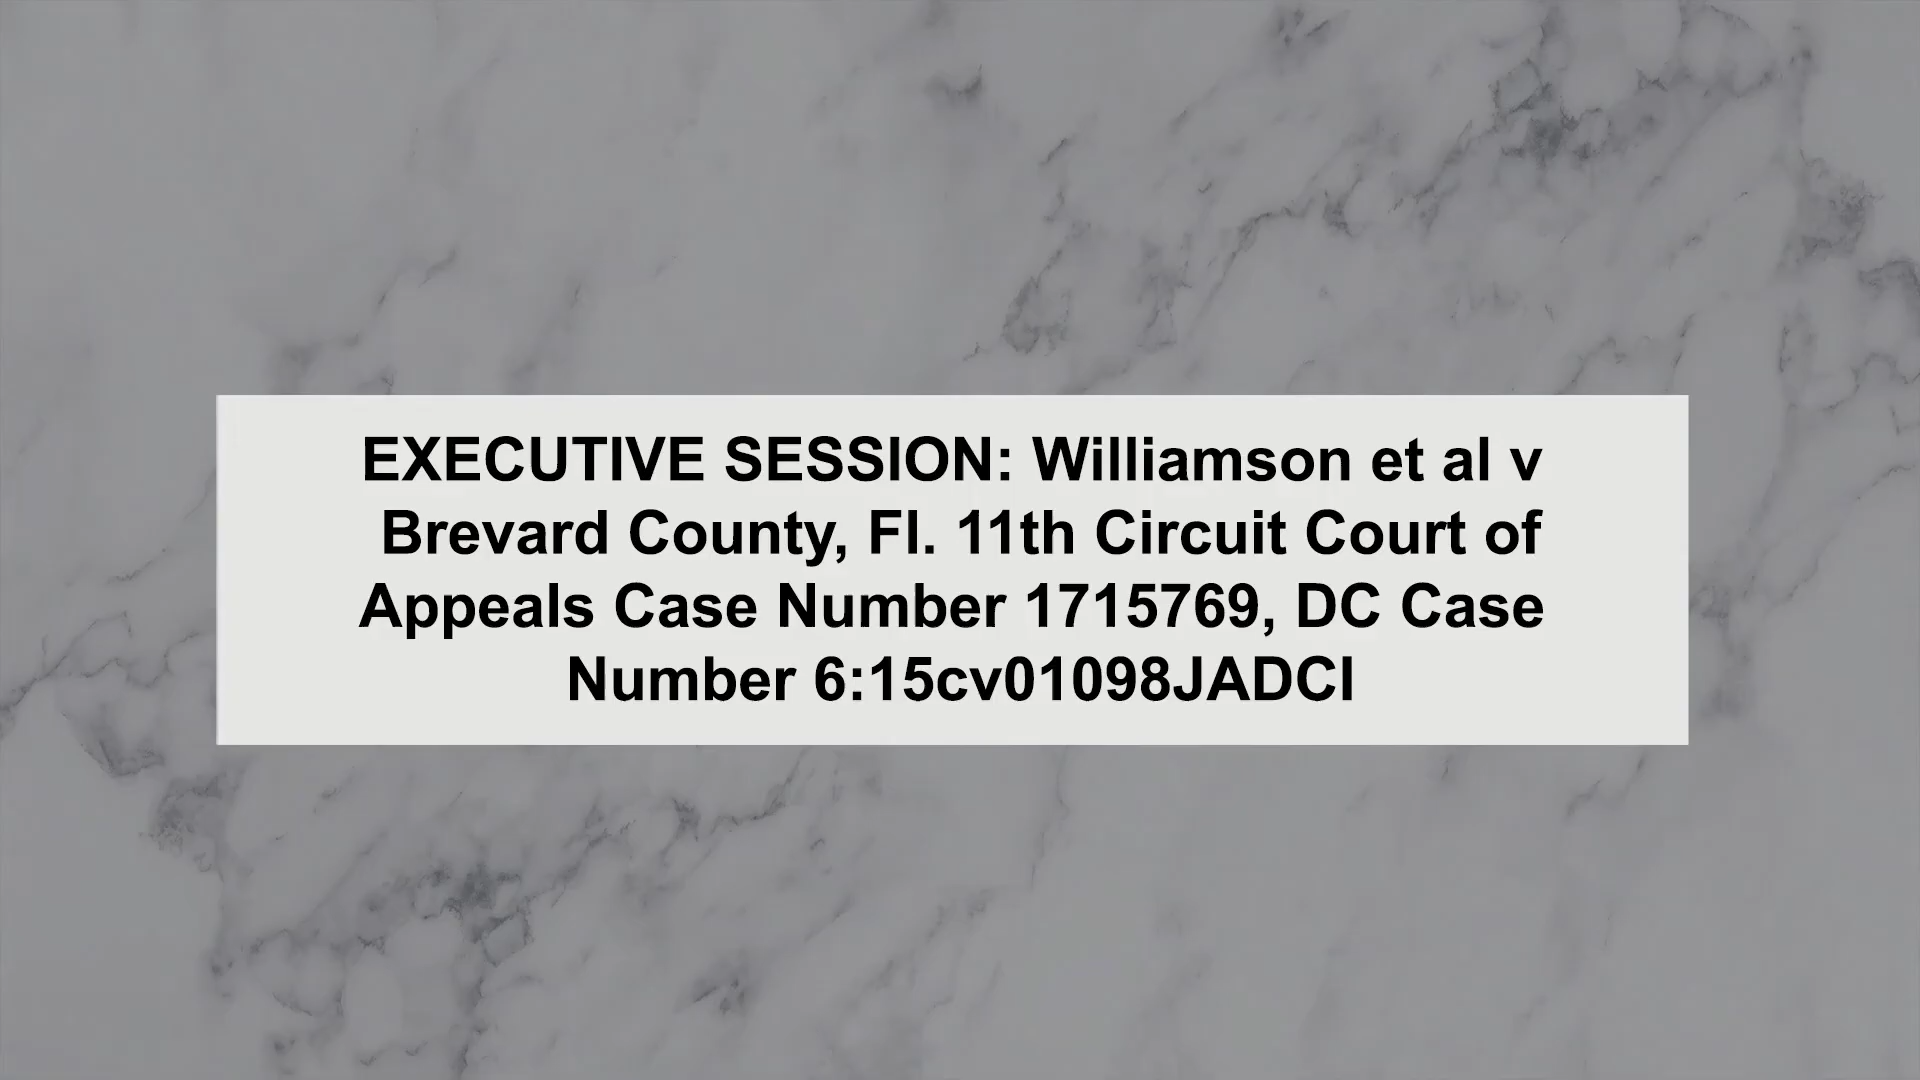 EXECUTIVE SESSION: Williamson et al v
Brevard County, Fl. 11th Circuit Court of
Appeals Case Number 1715769, DC Case
Number 6:15cv01098JADCI